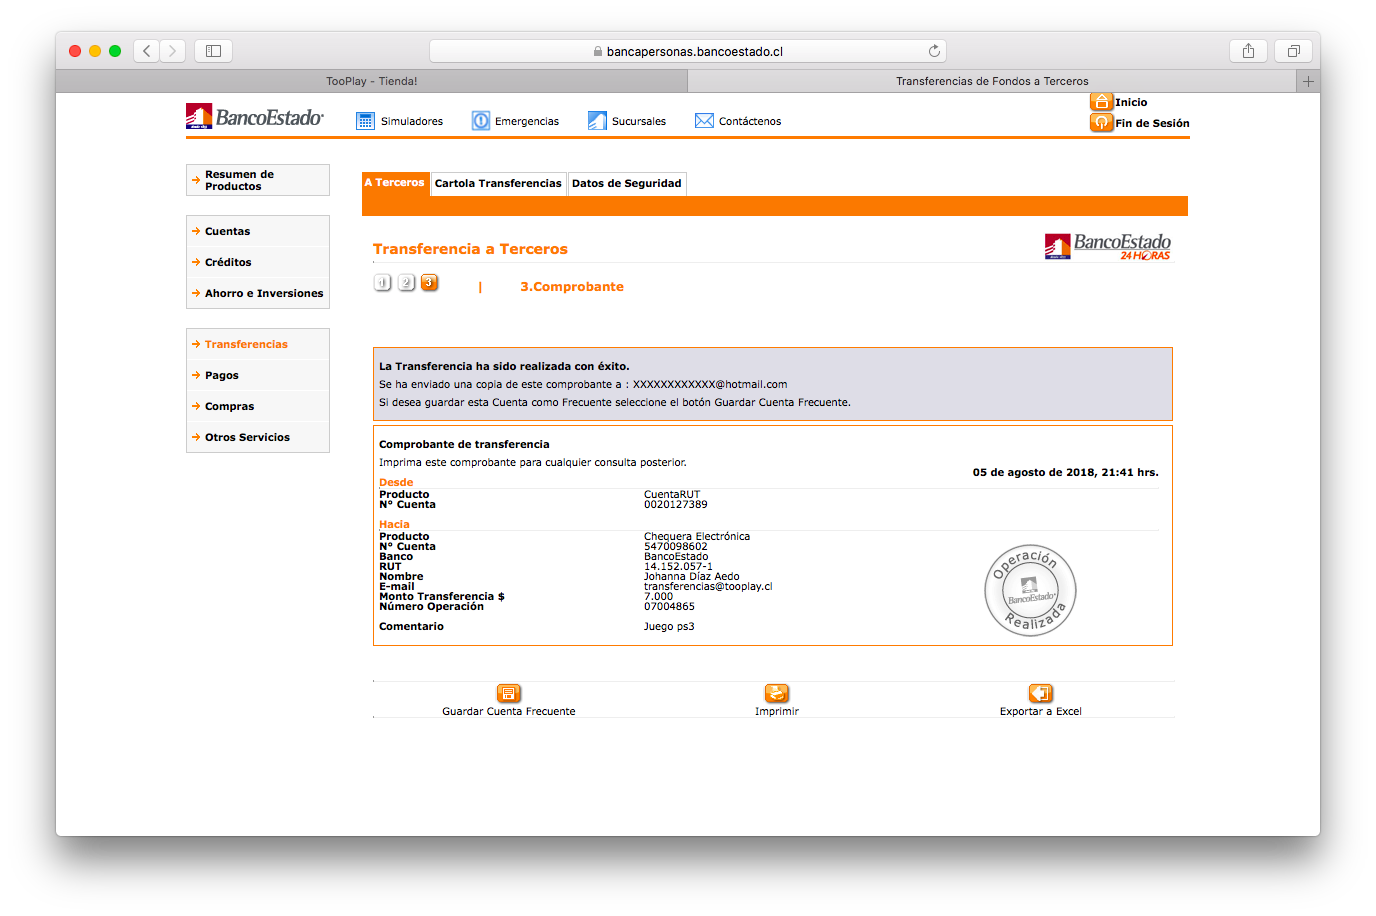 bancapersonas.bancoestado.cl
TooPlay - Tienda!
Transferencias de Fondos a Terceros
BancoEstado
Simuladores
Emergencias
Sucursales
Contáctenos
Inicio
Fin de Sesión
Resumen de
Productos
Cuentas
Créditos
Ahorro e Inversiones
Transferencias
Pagos
Compras
Otros Servicios
A Terceros
Cartola Transferencias
Datos de Seguridad
Transferencia a Terceros
BancoEstado
24 HORAS
1 2 3 | 3.Comprobante
La Transferencia ha sido realizada con éxito.
Se ha enviado una copia de este comprobante a : XXXXXXXXXXXX@hotmail.com
Si desea guardar esta Cuenta como Frecuente seleccione el botón Guardar Cuenta Frecuente.
Comprobante de transferencia
Imprima este comprobante para cualquier consulta posterior.
05 de agosto de 2018, 21:41 hrs.
Desde
Producto CuentaRUT
N° Cuenta 0020127389
Hacia
Producto Chequera Electrónica
N° Cuenta 5470098602
Banco BancoEstado
RUT 14.152.057-1
Nombre Johanna Díaz Aedo
E-mail transferencias@tooplay.cl
Monto Transferencia $ 7.000
Número Operación 07004865
Comentario Juego ps3
Operación
BancoEstado
Realizada
Guardar Cuenta Frecuente
Imprimir
Exportar a Excel